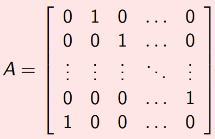 0 1 0 … 0
0 0 1 … 0
A = ⋮ ⋮ ⋮ ⋱ ⋮
0 0 0 … 1
1 0 0 … 0